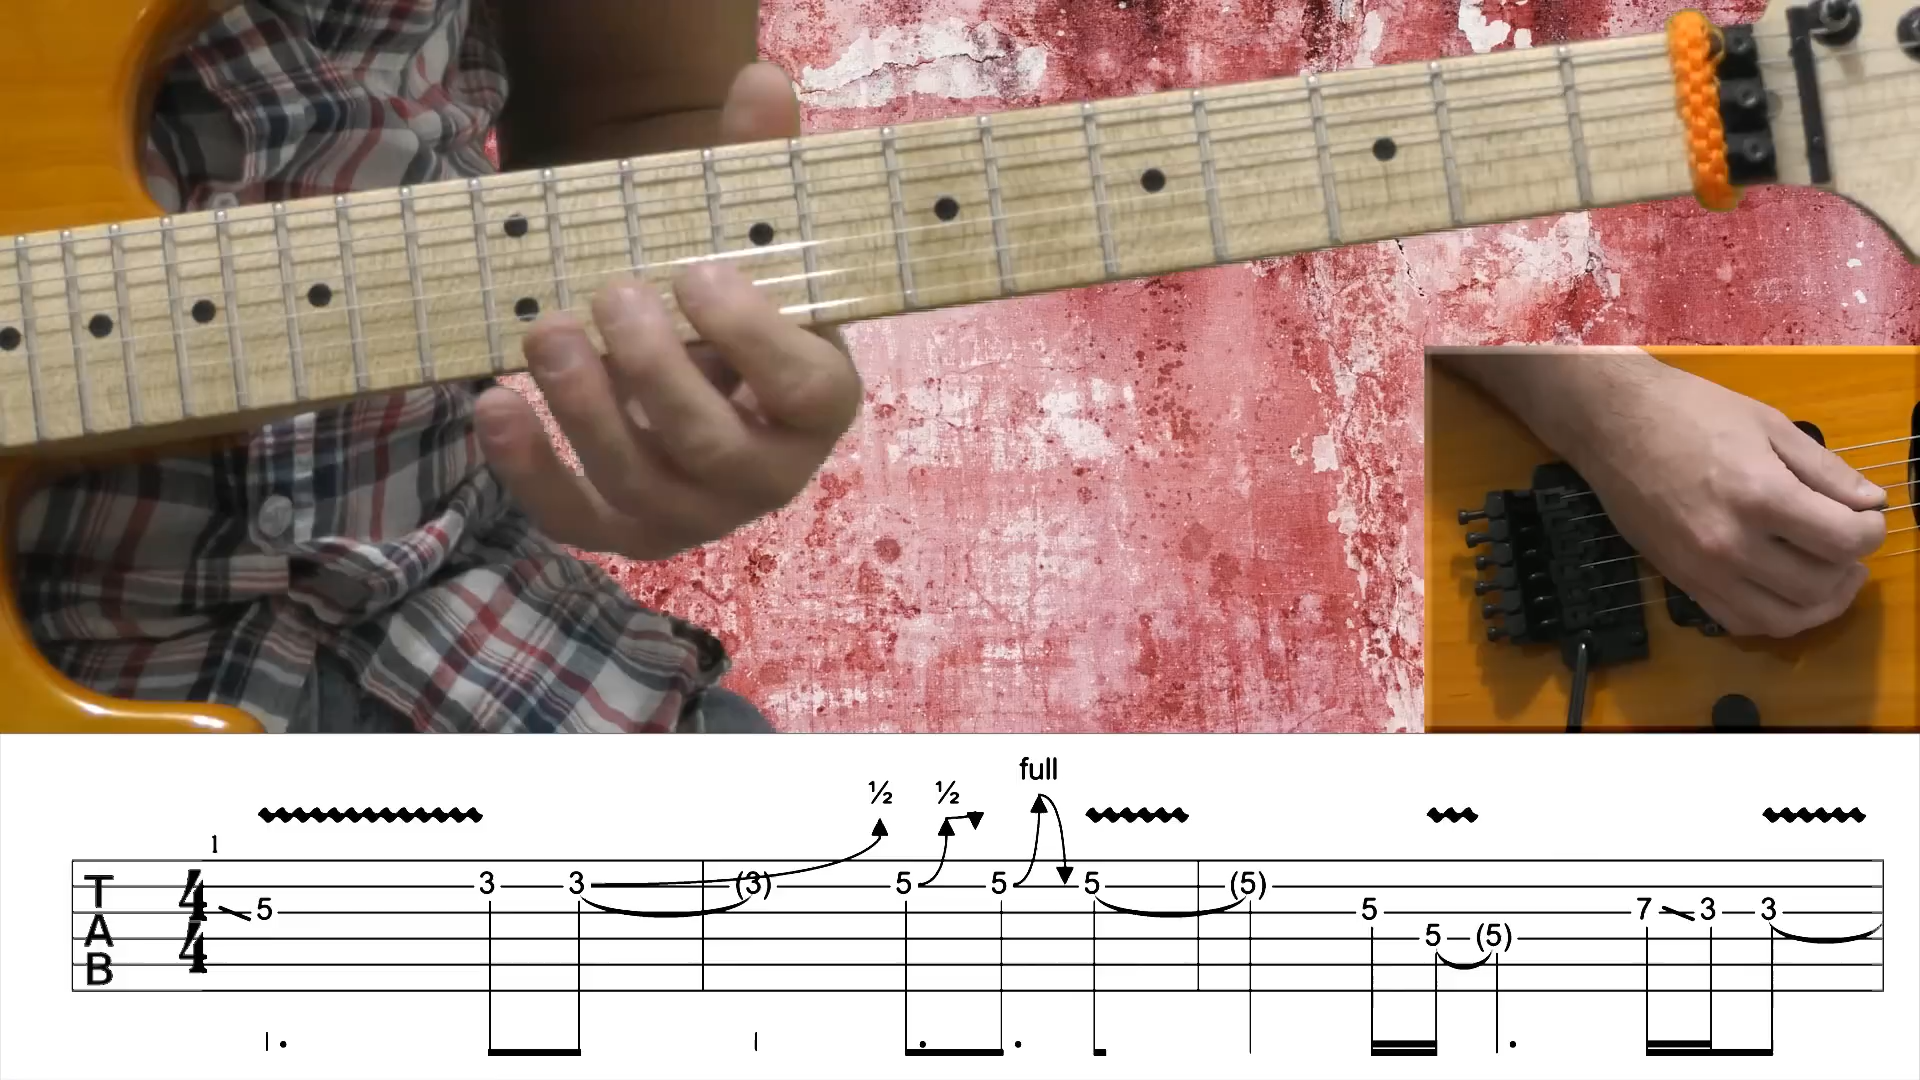 full
½ ½
1
T A B
4 4
3 3 (3) 5 5 5 (5)
5 5 7 3 3
5 (5)